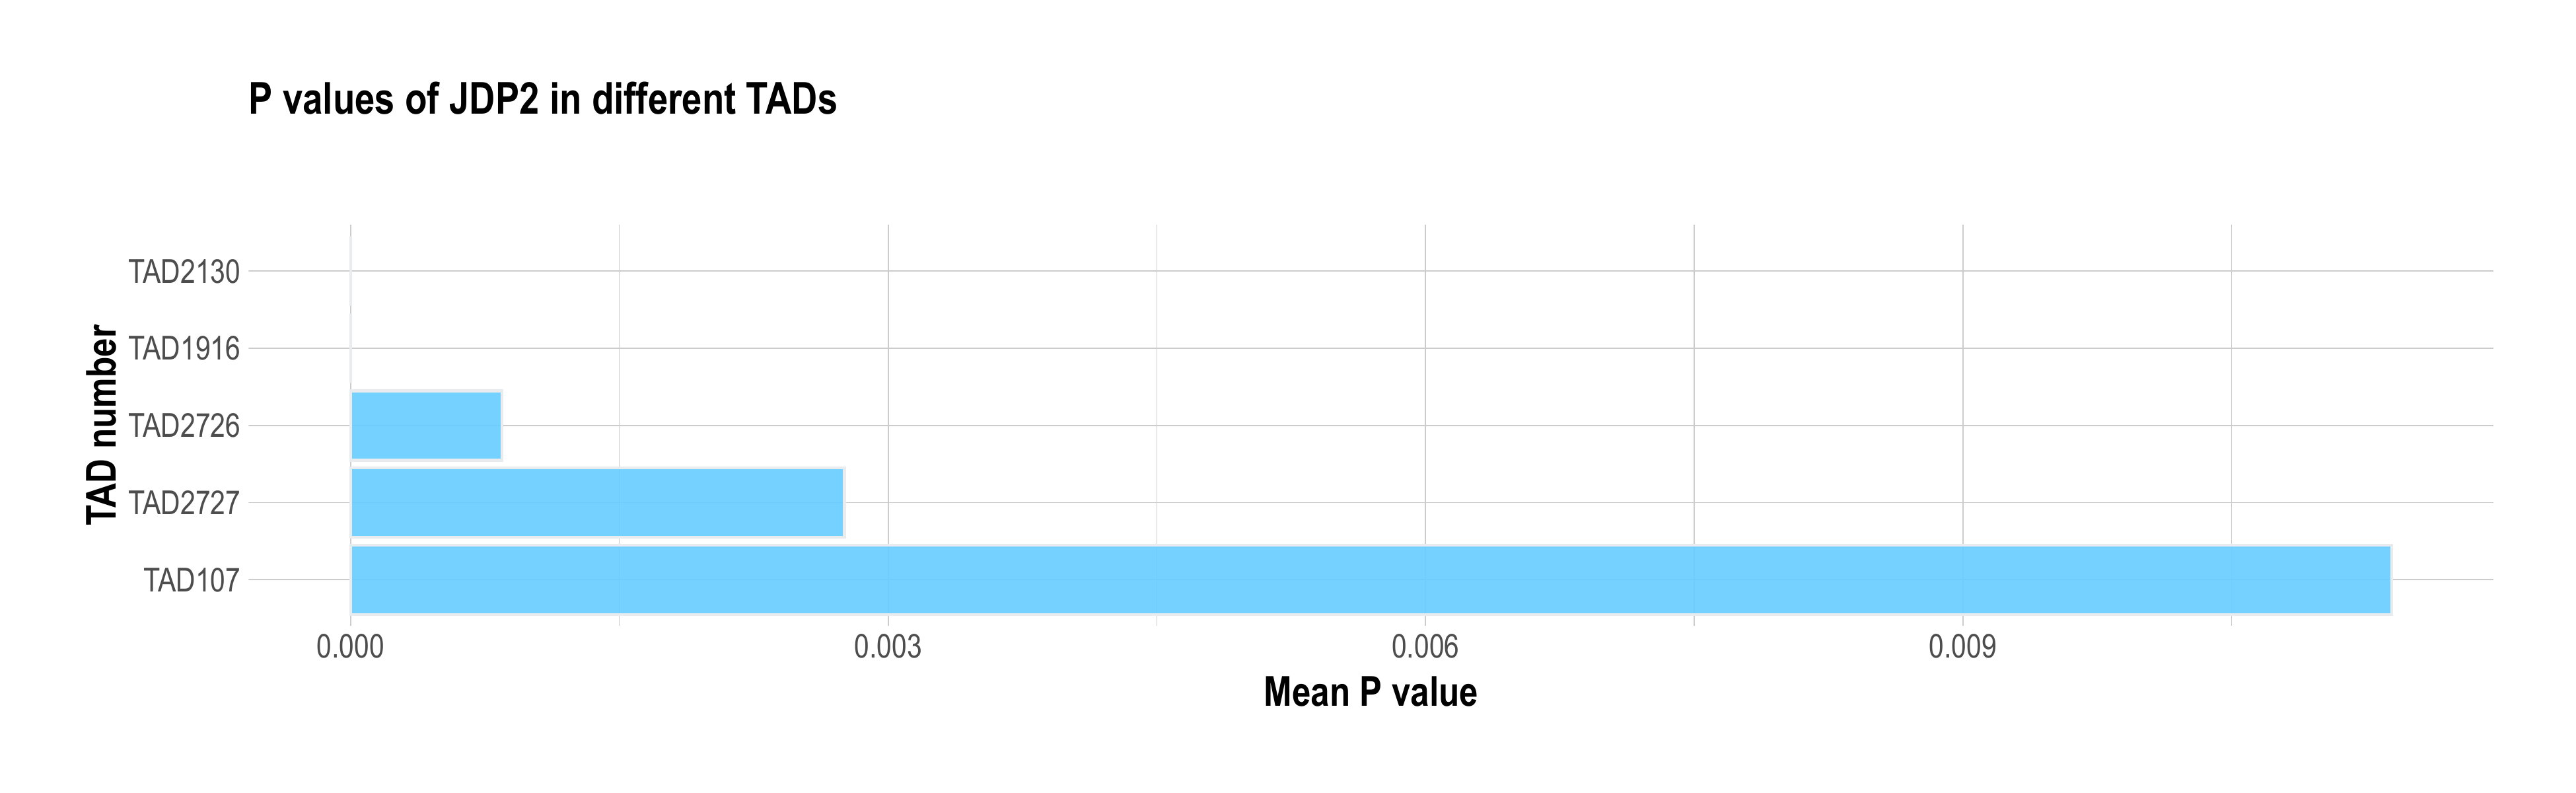 P values of JDP2 in different TADs
TAD number
TAD2130
TAD1916
TAD2726
TAD2727
TAD107
0.000 0.003 0.006 0.009
Mean P value